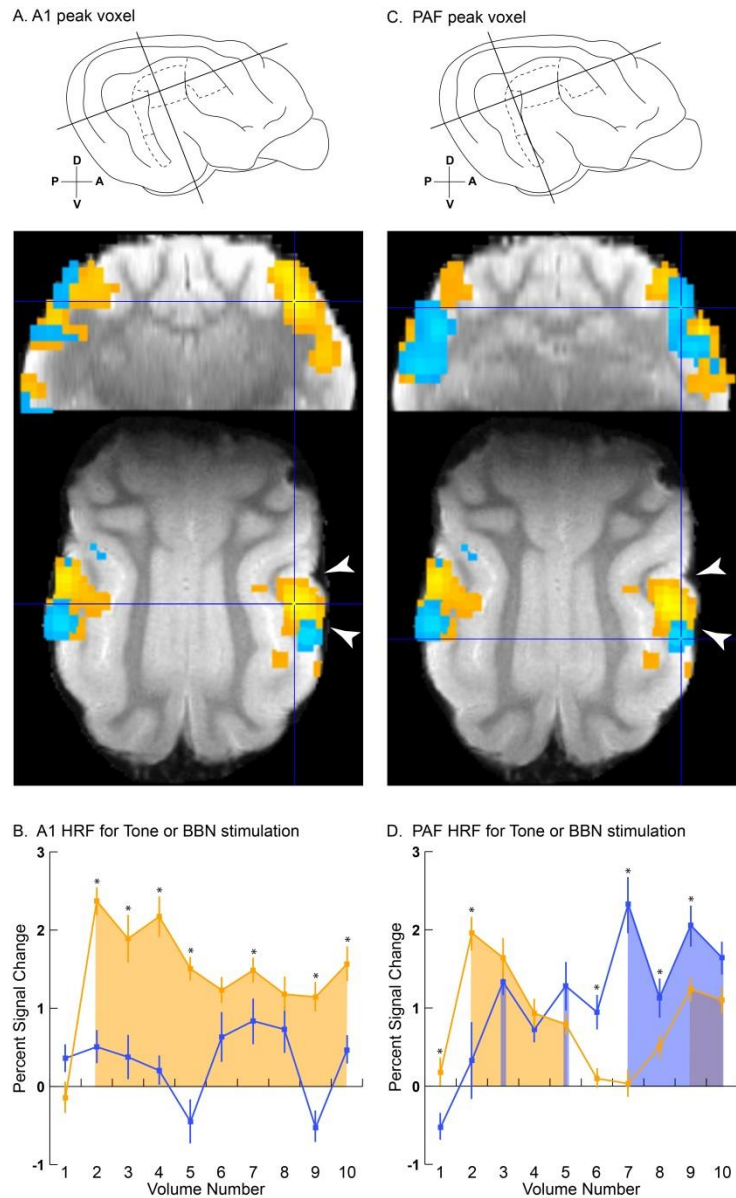 A. A1 peak voxel
C. PAF peak voxel
D
P A
V
D
P A
V
B. A1 HRF for Tone or BBN stimulation
D. PAF HRF for Tone or BBN stimulation
3
2
1
0
-1
Percent Signal Change
* * * * * * *
1 2 3 4 5 6 7 8 9 10
Volume Number
3
2
1
0
-1
Percent Signal Change
* * * * * *
1 2 3 4 5 6 7 8 9 10
Volume Number